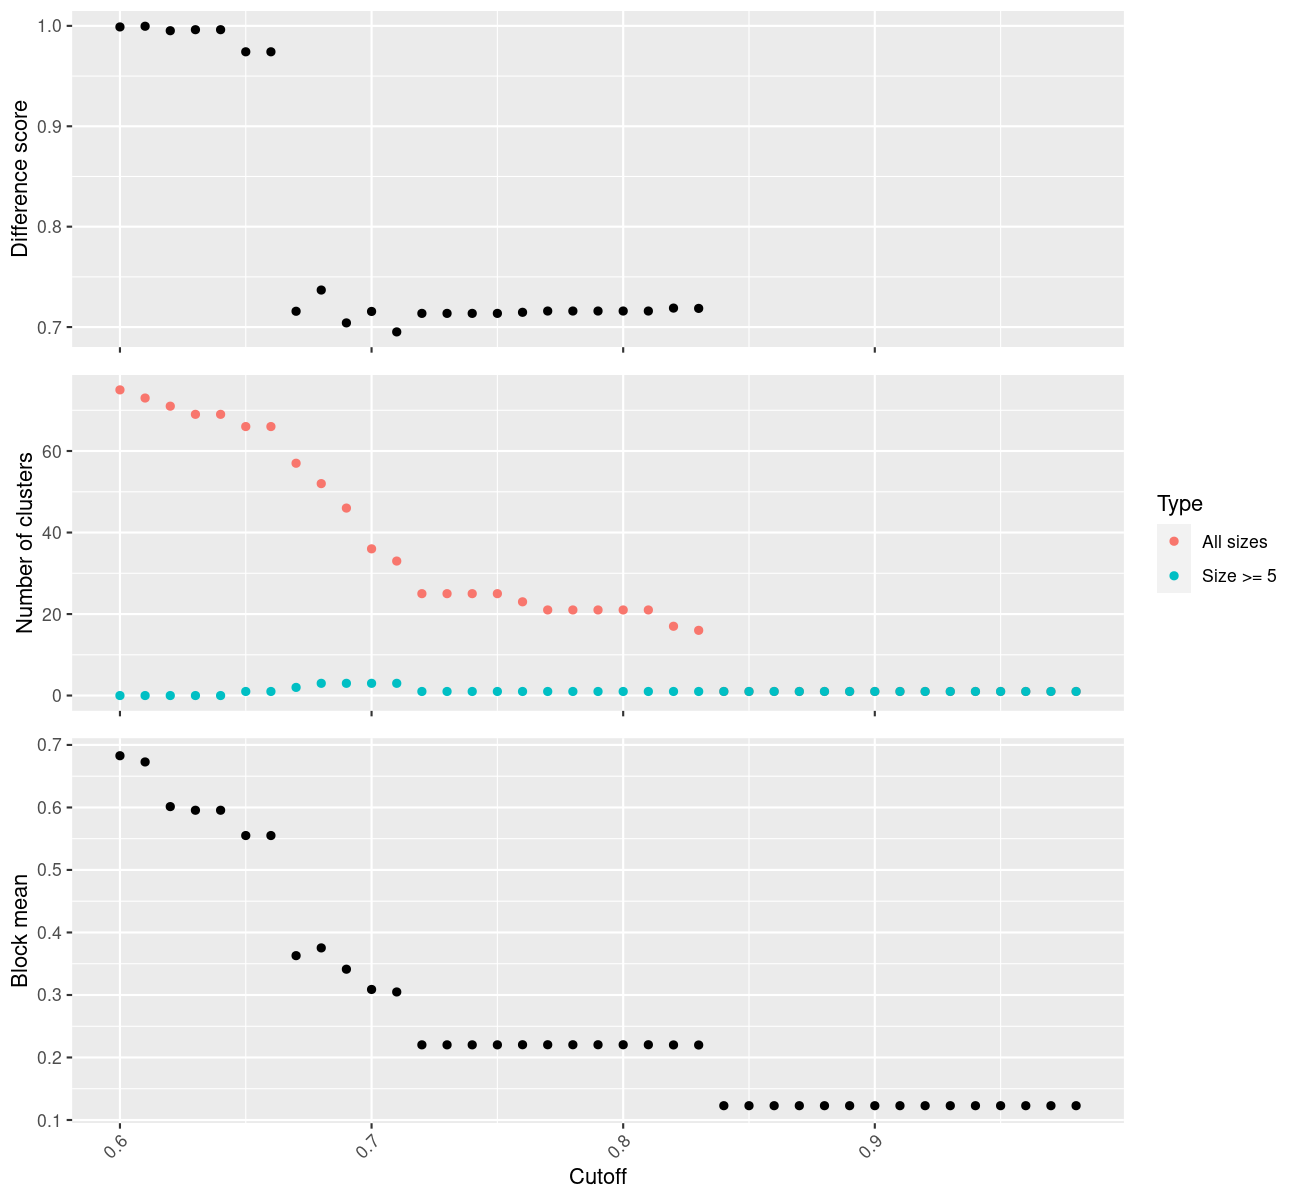 Difference score
1.0
0.9
0.8
0.7
Number of clusters
60
40
20
0
Type
All sizes
Size >= 5
Block mean
0.7
0.6
0.5
0.4
0.3
0.2
0.1
0.6 0.7 0.8 0.9
Cutoff